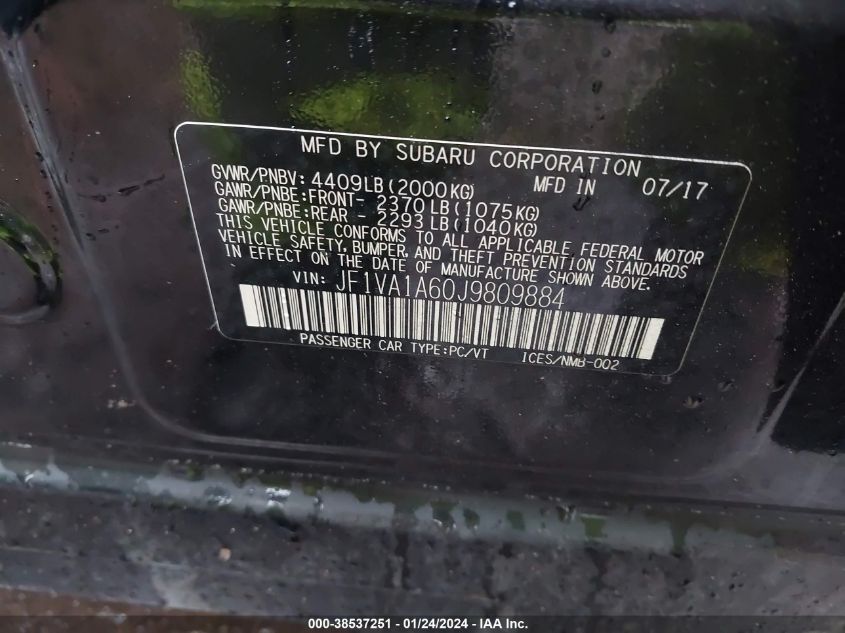 MFD BY SUBARU CORPORATION
GVWR/PNBV: 4409LB(2000KG) MFD IN 07/17
GAWR/PNBE:FRONT- 2370LB(1075KG)
GAWR/PNBE:REAR - 2293LB(1040KG)
THIS VEHICLE CONFORMS TO ALL APPLICABLE FEDERAL MOTOR
VEHICLE SAFETY, BUMPER, AND THEFT PREVENTION STANDARDS
IN EFFECT ON THE DATE OF MANUFACTURE SHOWN ABOVE.
VIN: JF1VA1A60J9809884
PASSENGER CAR TYPE:PC/VT ICES/NMB-002
000-38537251 - 01/24/2024 - IAA Inc.